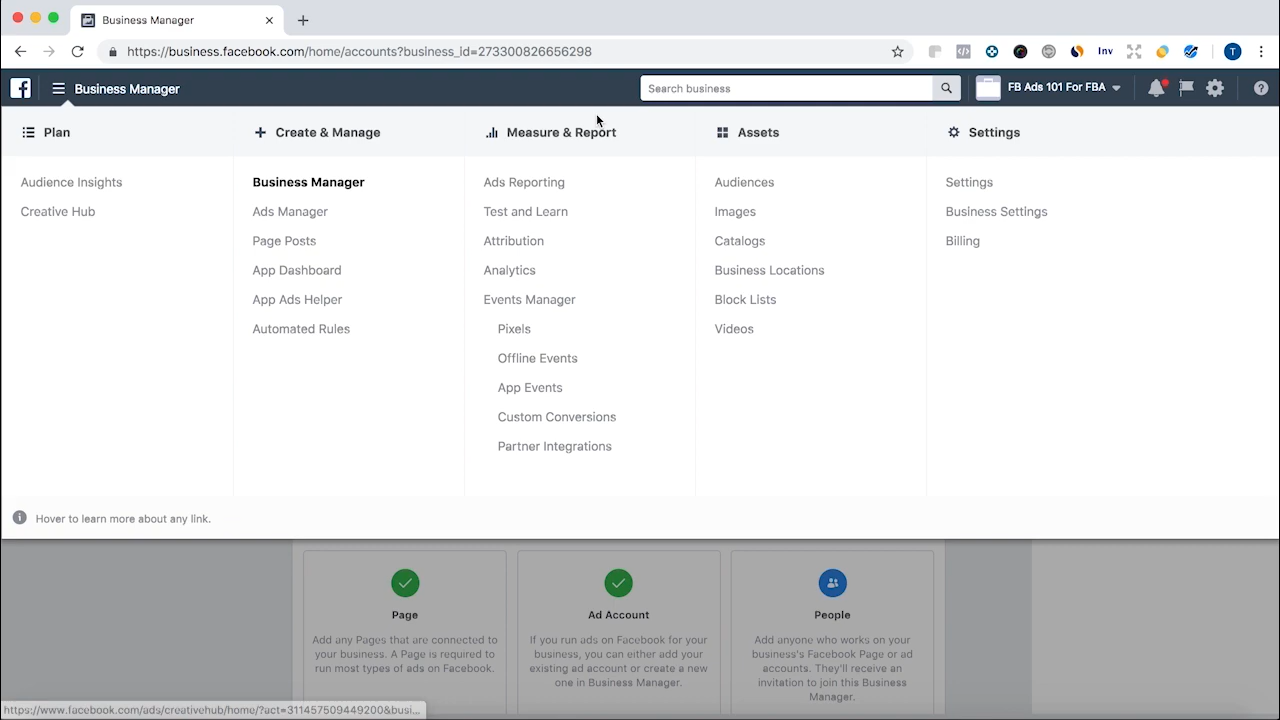 Business Manager
https://business.facebook.com/home/accounts?business_id=273300826656298
Inv
T
Business Manager
Search business
FB Ads 101 For FBA
Plan
Audience Insights
Creative Hub
Create & Manage
Business Manager
Ads Manager
Page Posts
App Dashboard
App Ads Helper
Automated Rules
Measure & Report
Ads Reporting
Test and Learn
Attribution
Analytics
Events Manager
Pixels
Offline Events
App Events
Custom Conversions
Partner Integrations
Assets
Audiences
Images
Catalogs
Business Locations
Block Lists
Videos
Settings
Settings
Business Settings
Billing
Hover to learn more about any link.
Page
Add any Pages that are connected to
your business. A Page is required to
run most types of ads on Facebook.
Ad Account
If you run ads on Facebook for your
business, you can either add your
existing ad account or create a new
one in Business Manager.
People
Add anyone who works on your
business's Facebook Page or ad
accounts. They'll receive an
invitation to join this Business
Manager.
https://www.facebook.com/ads/creativehub/home/?act=311457509449200&busi...